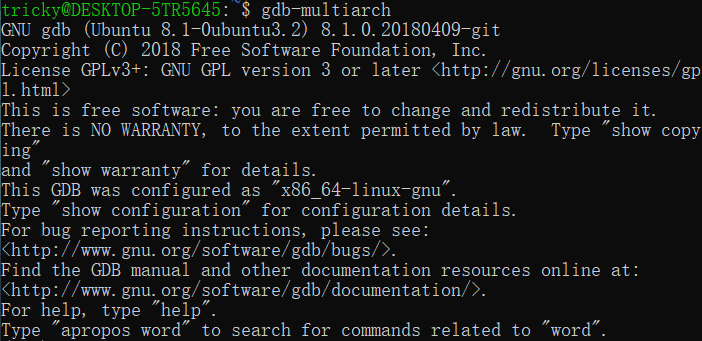 tricky@DESKTOP-5TR5645:~$ gdb-multiarch
GNU gdb (Ubuntu 8.1-0ubuntu3.2) 8.1.0.20180409-git
Copyright (C) 2018 Free Software Foundation, Inc.
License GPLv3+: GNU GPL version 3 or later <http://gnu.org/licenses/gp
l.html>
This is free software: you are free to change and redistribute it.
There is NO WARRANTY, to the extent permitted by law.  Type "show copy
ing"
and "show warranty" for details.
This GDB was configured as "x86_64-linux-gnu".
Type "show configuration" for configuration details.
For bug reporting instructions, please see:
<http://www.gnu.org/software/gdb/bugs/>.
Find the GDB manual and other documentation resources online at:
<http://www.gnu.org/software/gdb/documentation/>.
For help, type "help".
Type "apropos word" to search for commands related to "word".